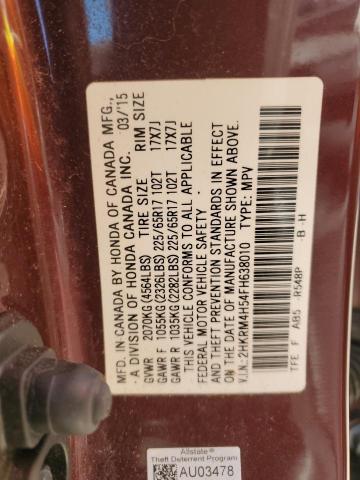 MFD. IN CANADA BY HONDA OF CANADA MFG.,
- A DIVISION OF HONDA CANADA INC. 03/'15
GVWR 2070KG(4564LBS) TIRE SIZE RIM SIZE
GAWR F 1055KG(2326LBS) 225/65R17 102T 17X7J
GAWR R 1035KG(2282LBS) 225/65R17 102T 17X7J
THIS VEHICLE CONFORMS TO ALL APPLICABLE
FEDERAL MOTOR VEHICLE SAFETY -
AND THEFT PREVENTION STANDARDS IN EFFECT
ON THE DATE OF MANUFACTURE SHOWN ABOVE.
V.I.N.: 2HKRM4H54FH638010 TYPE: MPV
TFE F AB5 R548P -B -H
Allstate®
Theft Deterrent Program
AU03478